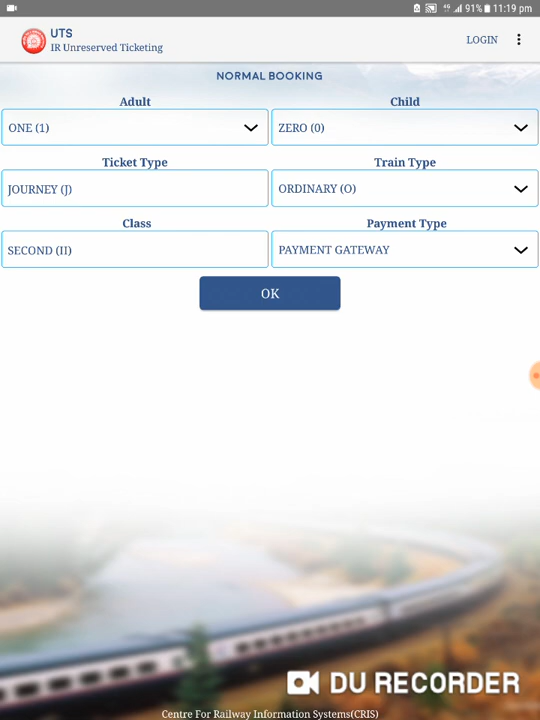 91% 11:19 pm
UTS
IR Unreserved Ticketing
LOGIN
NORMAL BOOKING
Adult
Child
ONE (1)
ZERO (0)
Ticket Type
Train Type
JOURNEY (J)
ORDINARY (O)
Class
Payment Type
SECOND (II)
PAYMENT GATEWAY
OK
DU RECORDER
Centre For Railway Information Systems(CRIS)